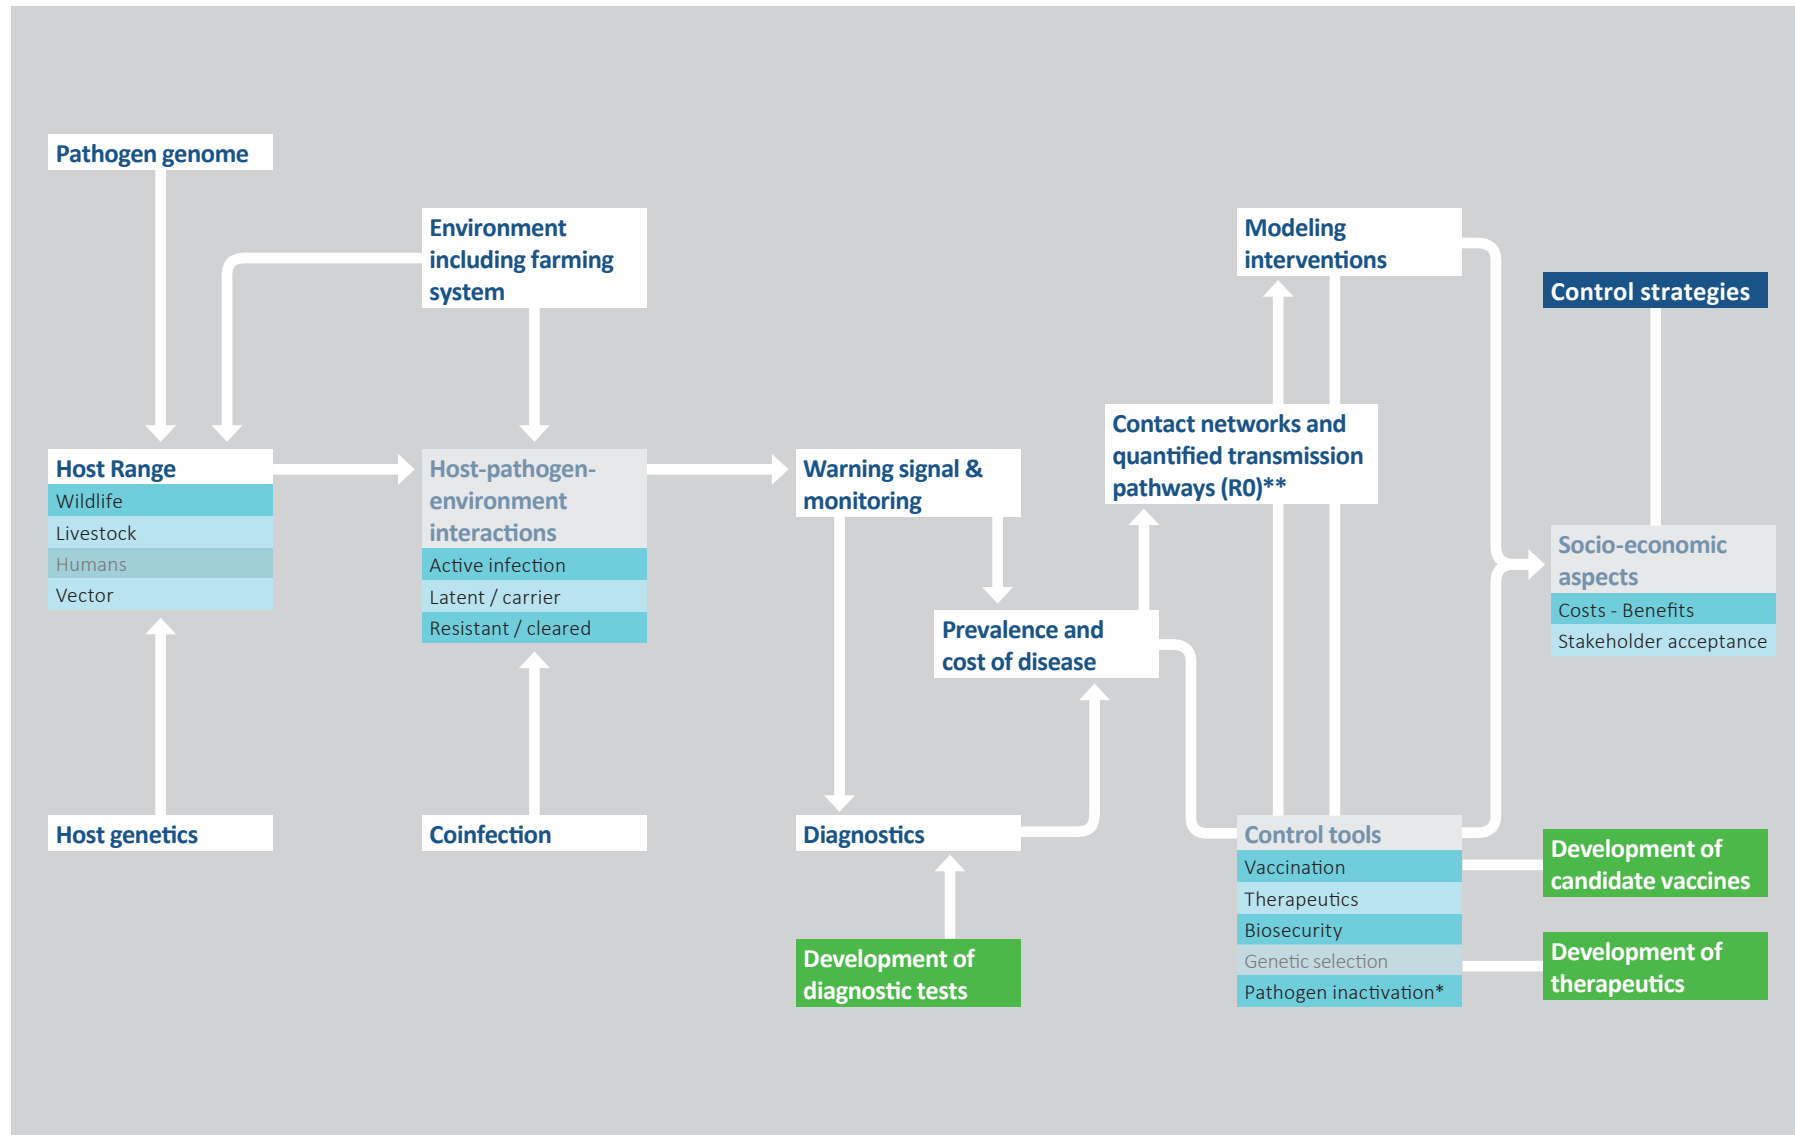 Pathogen genome
Environment
including farming
system
Host Range
Wildlife
Livestock
Humans
Vector
Host genetics
Host-pathogen-
environment
interactions
Active infection
Latent / carrier
Resistant / cleared
Coinfection
Warning signal &
monitoring
Diagnostics
Development of
diagnostic tests
Prevalence and
cost of disease
Contact networks and
quantified transmission
pathways (R0)**
Modeling
interventions
Control tools
Vaccination
Therapeutics
Biosecurity
Genetic selection
Pathogen inactivation*
Control strategies
Socio-economic
aspects
Costs - Benefits
Stakeholder acceptance
Development of
candidate vaccines
Development of
therapeutics